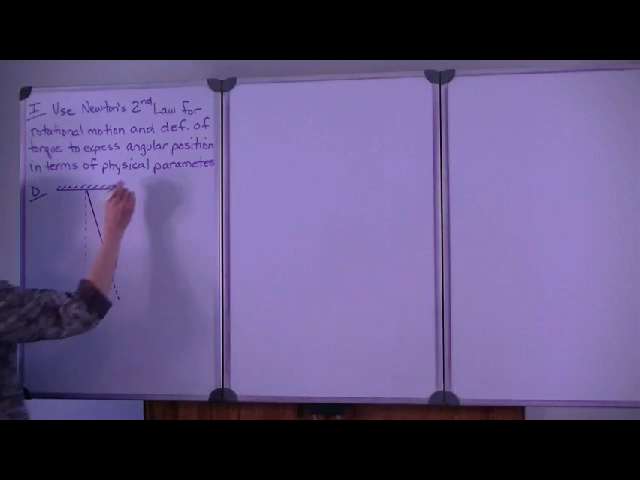 I Use Newton's 2nd Law for
rotational motion and def. of
torque to express angular position
in terms of physical parameters
D